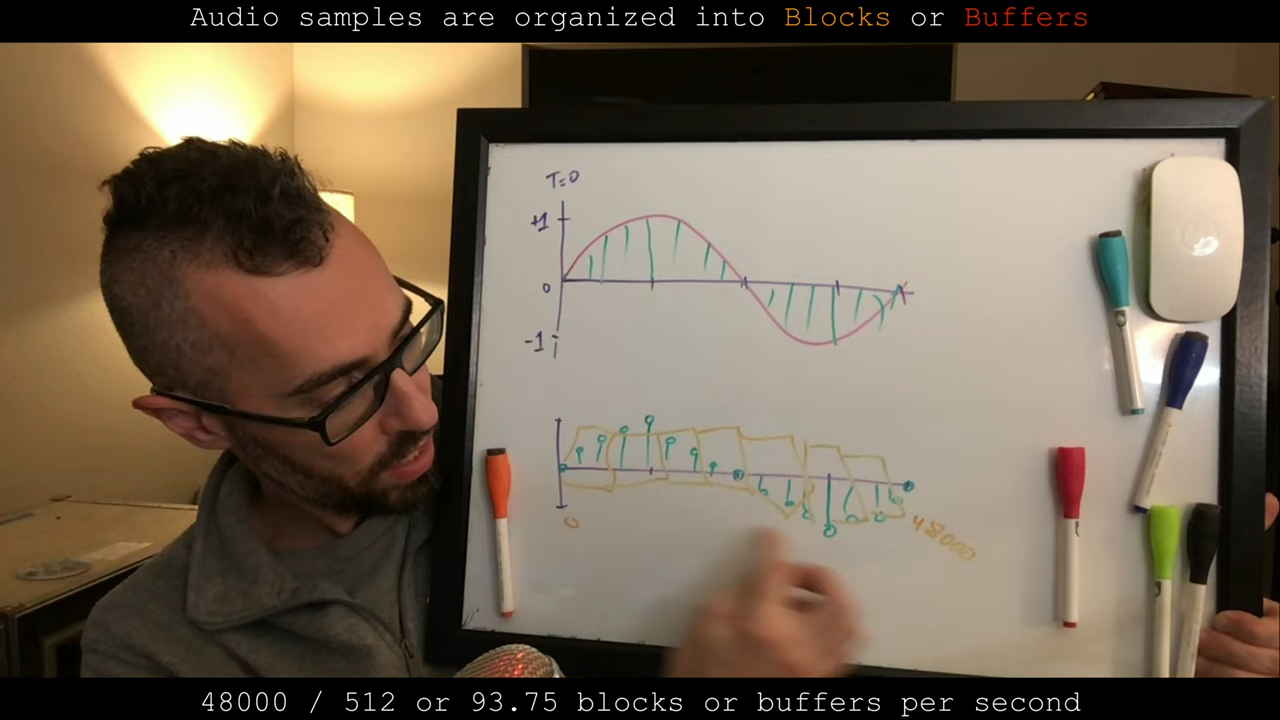 Audio samples are organized into Blocks or Buffers
T=0
+1
0
-1
0
48000
48000 / 512 or 93.75 blocks or buffers per second